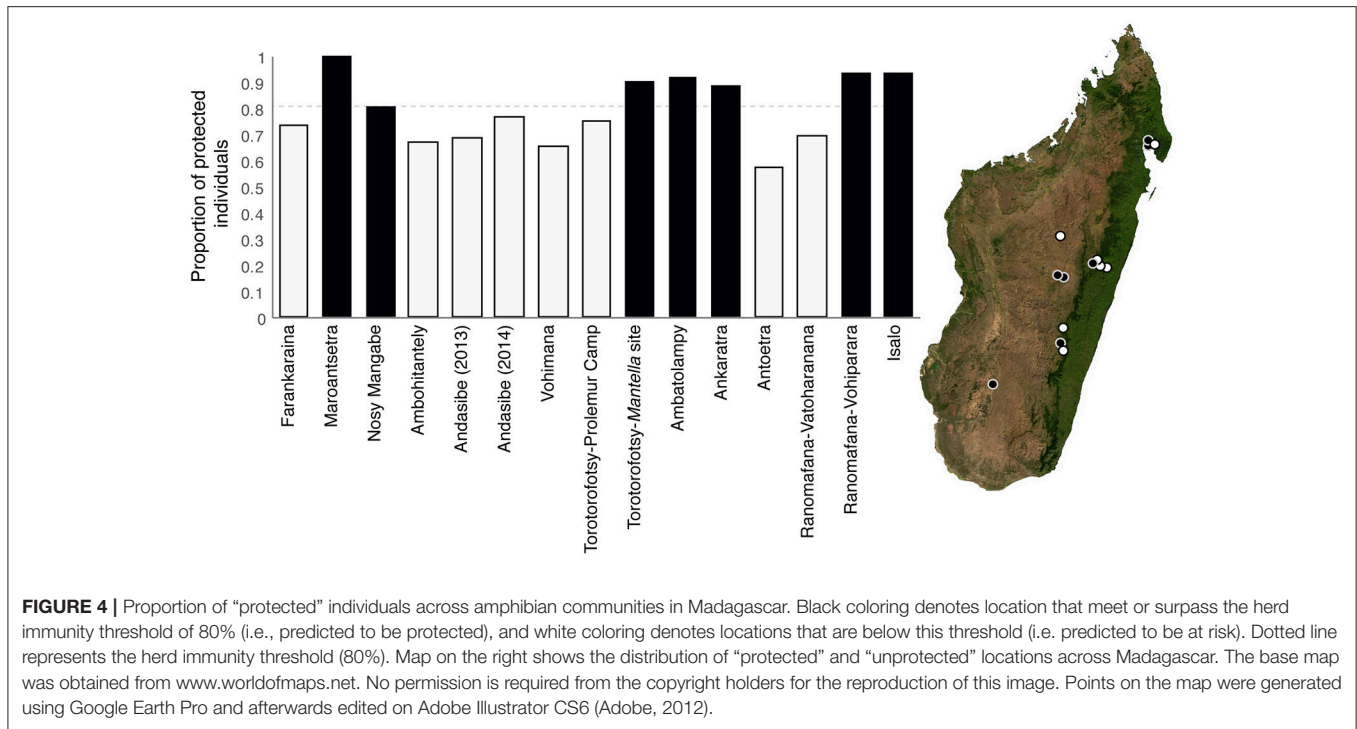 Proportion of protected
individuals
1
0.9
0.8
0.7
0.6
0.5
0.4
0.3
0.2
0.1
0
Farankaraina
Maroantsetra
Nosy Mangabe
Ambohitantely
Andasibe (2013)
Andasibe (2014)
Vohimana
Torotorofotsy-Prolemur Camp
Torotorofotsy-Mantella site
Ambatolampy
Ankaratra
Antoetra
Ranomafana-Vatoharanana
Ranomafana-Vohiparara
Isalo
FIGURE 4 | Proportion of “protected” individuals across amphibian communities in Madagascar. Black coloring denotes location that meet or surpass the herd
immunity threshold of 80% (i.e., predicted to be protected), and white coloring denotes locations that are below this threshold (i.e. predicted to be at risk). Dotted line
represents the herd immunity threshold (80%). Map on the right shows the distribution of “protected” and “unprotected” locations across Madagascar. The base map
was obtained from www.worldofmaps.net. No permission is required from the copyright holders for the reproduction of this image. Points on the map were generated
using Google Earth Pro and afterwards edited on Adobe Illustrator CS6 (Adobe, 2012).